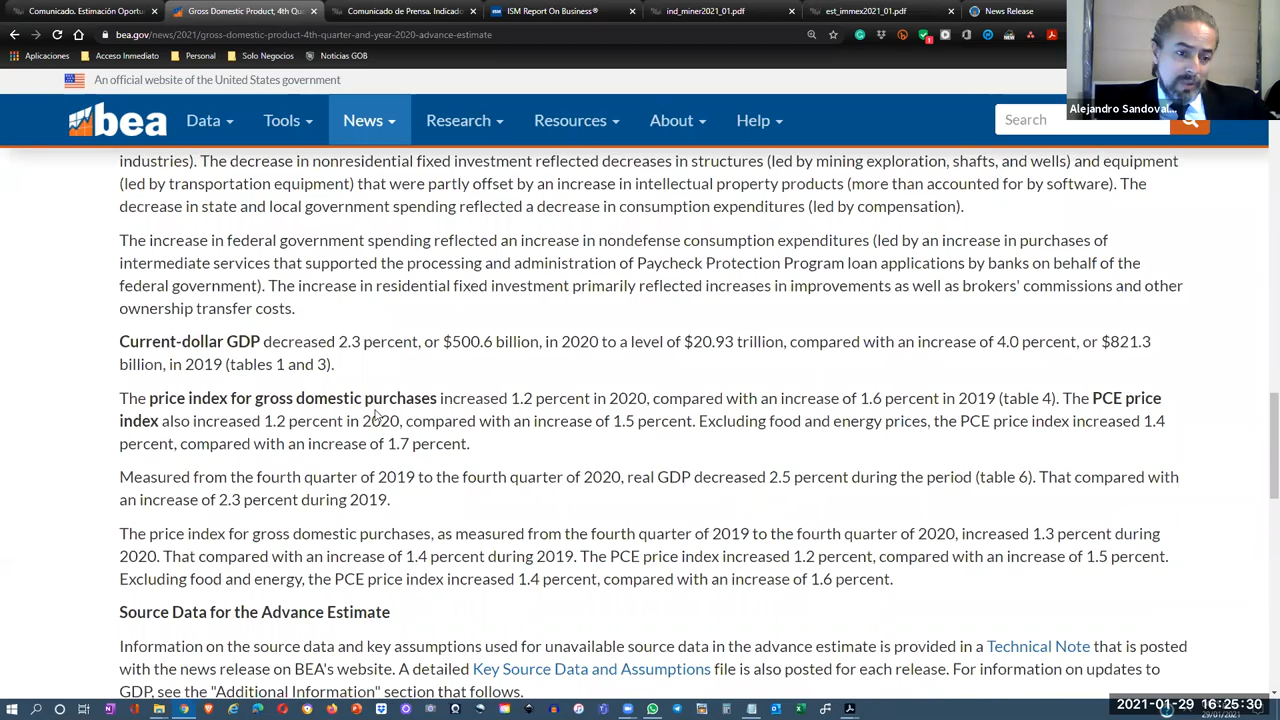 Comunicado. Estimación Oportu
Gross Domestic Product, 4th Qu
Comunicado de Prensa. Indicado
ISM Report On Business®
ind_miner2021_01.pdf
est_immex2021_01.pdf
News Release
bea.gov/news/2021/gross-domestic-product-4th-quarter-and-year-2020-advance-estimate
Aplicaciones
Acceso Inmediato
Personal
Solo Negocios
Noticias GOB
Alejandro Sandoval...
An official website of the United States government
bea
Data
Tools
News
Research
Resources
About
Help
Search
industries). The decrease in nonresidential fixed investment reflected decreases in structures (led by mining exploration, shafts, and wells) and equipment
(led by transportation equipment) that were partly offset by an increase in intellectual property products (more than accounted for by software). The
decrease in state and local government spending reflected a decrease in consumption expenditures (led by compensation).
The increase in federal government spending reflected an increase in nondefense consumption expenditures (led by an increase in purchases of
intermediate services that supported the processing and administration of Paycheck Protection Program loan applications by banks on behalf of the
federal government). The increase in residential fixed investment primarily reflected increases in improvements as well as brokers' commissions and other
ownership transfer costs.
Current-dollar GDP decreased 2.3 percent, or $500.6 billion, in 2020 to a level of $20.93 trillion, compared with an increase of 4.0 percent, or $821.3
billion, in 2019 (tables 1 and 3).
The price index for gross domestic purchases increased 1.2 percent in 2020, compared with an increase of 1.6 percent in 2019 (table 4). The PCE price
index also increased 1.2 percent in 2020, compared with an increase of 1.5 percent. Excluding food and energy prices, the PCE price index increased 1.4
percent, compared with an increase of 1.7 percent.
Measured from the fourth quarter of 2019 to the fourth quarter of 2020, real GDP decreased 2.5 percent during the period (table 6). That compared with
an increase of 2.3 percent during 2019.
The price index for gross domestic purchases, as measured from the fourth quarter of 2019 to the fourth quarter of 2020, increased 1.3 percent during
2020. That compared with an increase of 1.4 percent during 2019. The PCE price index increased 1.2 percent, compared with an increase of 1.5 percent.
Excluding food and energy, the PCE price index increased 1.4 percent, compared with an increase of 1.6 percent.
Source Data for the Advance Estimate
Information on the source data and key assumptions used for unavailable source data in the advance estimate is provided in a Technical Note that is posted
with the news release on BEA's website. A detailed Key Source Data and Assumptions file is also posted for each release. For information on updates to
GDP, see the "Additional Information" section that follows.
2021-01-29 16:25:30
29/01/2021